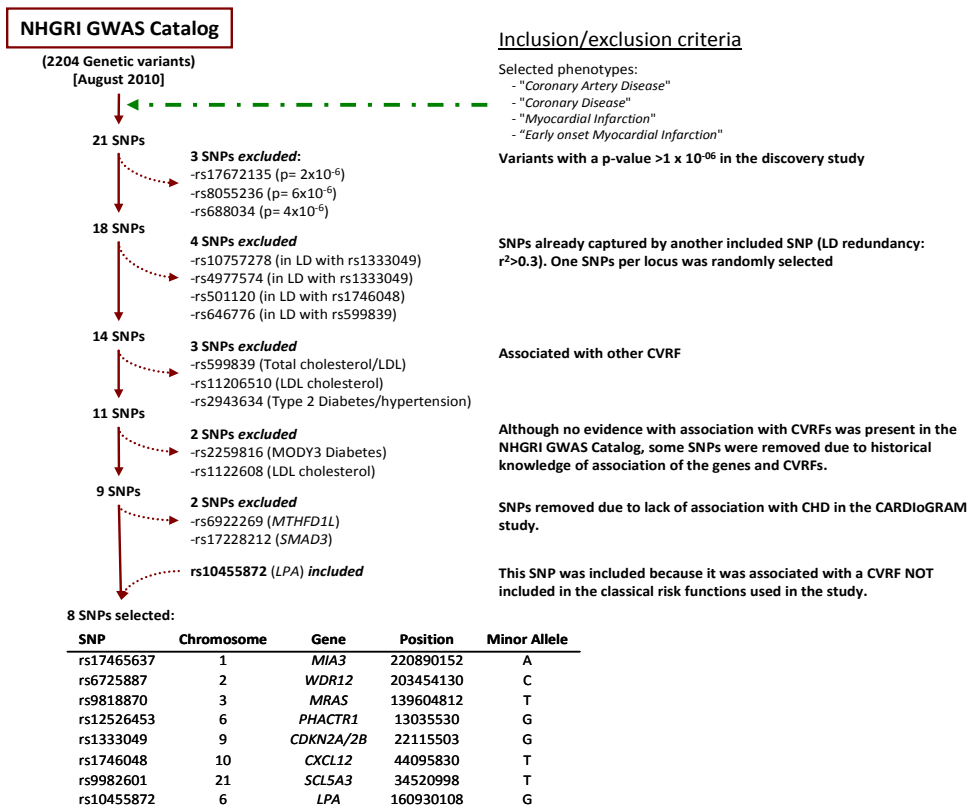 NHGRI GWAS Catalog
(2204 Genetic variants)
[August 2010]
Inclusion/exclusion criteria
Selected phenotypes:
- "Coronary Artery Disease"
- "Coronary Disease"
- "Myocardial Infarction"
- “Early onset Myocardial Infarction"
21 SNPs
3 SNPs excluded:
-rs17672135 (p= 2x10-6)
-rs8055236 (p= 6x10-6)
-rs688034 (p= 4x10-6)
Variants with a p-value >1 x 10-06 in the discovery study
18 SNPs
4 SNPs excluded
-rs10757278 (in LD with rs1333049)
-rs4977574 (in LD with rs1333049)
-rs501120 (in LD with rs1746048)
-rs646776 (in LD with rs599839)
SNPs already captured by another included SNP (LD redundancy:
r2>0.3). One SNPs per locus was randomly selected
14 SNPs
3 SNPs excluded
-rs599839 (Total cholesterol/LDL)
-rs11206510 (LDL cholesterol)
-rs2943634 (Type 2 Diabetes/hypertension)
Associated with other CVRF
11 SNPs
2 SNPs excluded
-rs2259816 (MODY3 Diabetes)
-rs1122608 (LDL cholesterol)
Although no evidence with association with CVRFs was present in the
NHGRI GWAS Catalog, some SNPs were removed due to historical
knowledge of association of the genes and CVRFs.
9 SNPs
2 SNPs excluded
-rs6922269 (MTHFD1L)
-rs17228212 (SMAD3)
SNPs removed due to lack of association with CHD in the CARDIoGRAM
study.
rs10455872 (LPA) included
This SNP was included because it was associated with a CVRF NOT
included in the classical risk functions used in the study.
8 SNPs selected:
SNP Chromosome Gene Position Minor Allele
rs17465637 1 MIA3 220890152 A
rs6725887 2 WDR12 203454130 C
rs9818870 3 MRAS 139604812 T
rs12526453 6 PHACTR1 13035530 G
rs1333049 9 CDKN2A/2B 22115503 G
rs1746048 10 CXCL12 44095830 T
rs9982601 21 SCL5A3 34520998 T
rs10455872 6 LPA 160930108 G